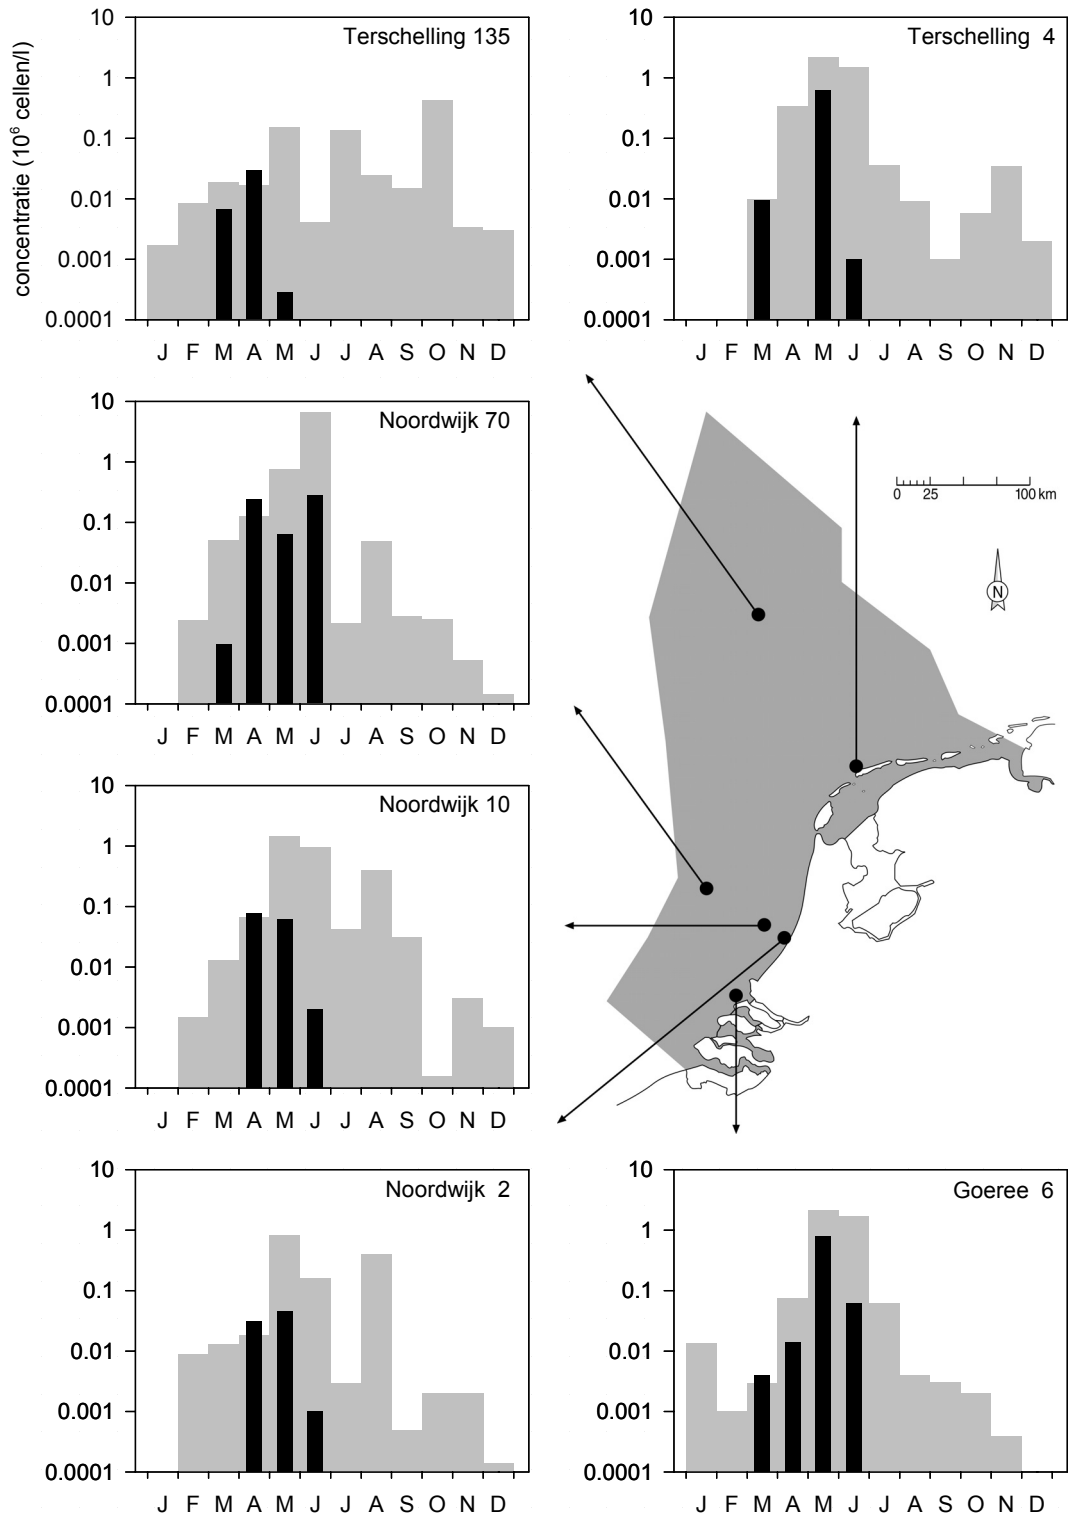 concentratie (10⁶ cellen/l)
Terschelling 135
10
1
0.1
0.01
0.001
0.0001
J F M A M J J A S O N D
Terschelling 4
10
1
0.1
0.01
0.001
0.0001
J F M A M J J A S O N D
Noordwijk 70
10
1
0.1
0.01
0.001
0.0001
J F M A M J J A S O N D
0 25 100 km
N
Noordwijk 10
10
1
0.1
0.01
0.001
0.0001
J F M A M J J A S O N D
Noordwijk 2
10
1
0.1
0.01
0.001
0.0001
J F M A M J J A S O N D
Goeree 6
10
1
0.1
0.01
0.001
0.0001
J F M A M J J A S O N D